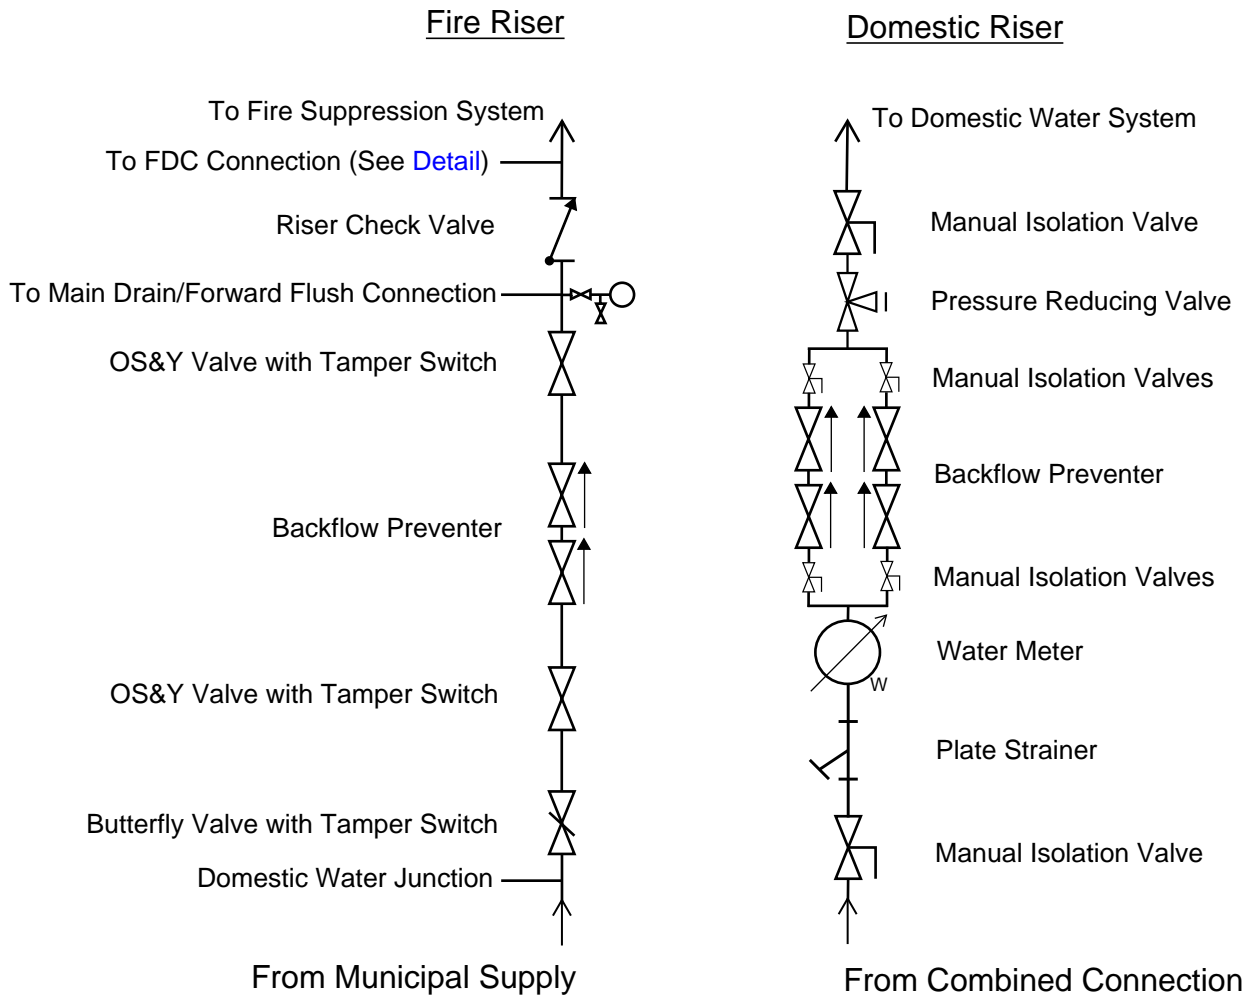 Fire Riser
To Fire Suppression System
To FDC Connection (See Detail)
Riser Check Valve
To Main Drain/Forward Flush Connection
OS&Y Valve with Tamper Switch
Backflow Preventer
OS&Y Valve with Tamper Switch
Butterfly Valve with Tamper Switch
Domestic Water Junction
From Municipal Supply
Domestic Riser
To Domestic Water System
Manual Isolation Valve
Pressure Reducing Valve
Manual Isolation Valves
Backflow Preventer
Manual Isolation Valves
Water Meter
W
Plate Strainer
Manual Isolation Valve
From Combined Connection